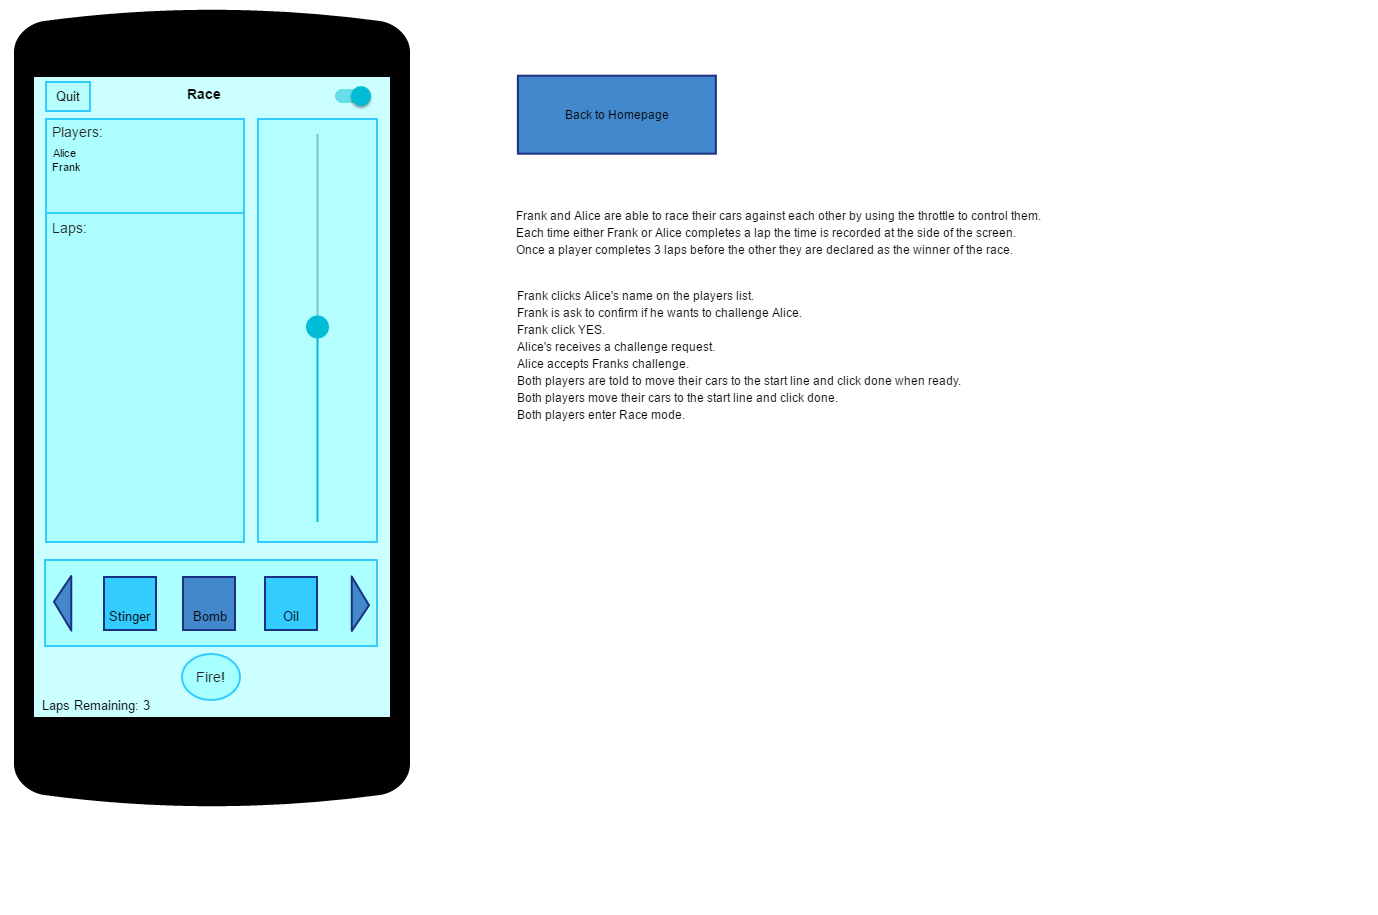 Quit
Race
Players:
Alice
Frank
Laps:
Stinger
Bomb
Oil
Fire!
Laps Remaining: 3
Back to Homepage
Frank and Alice are able to race their cars against each other by using the throttle to control them.
Each time either Frank or Alice completes a lap the time is recorded at the side of the screen.
Once a player completes 3 laps before the other they are declared as the winner of the race.
Frank clicks Alice's name on the players list.
Frank is ask to confirm if he wants to challenge Alice.
Frank click YES.
Alice's receives a challenge request.
Alice accepts Franks challenge.
Both players are told to move their cars to the start line and click done when ready.
Both players move their cars to the start line and click done.
Both players enter Race mode.